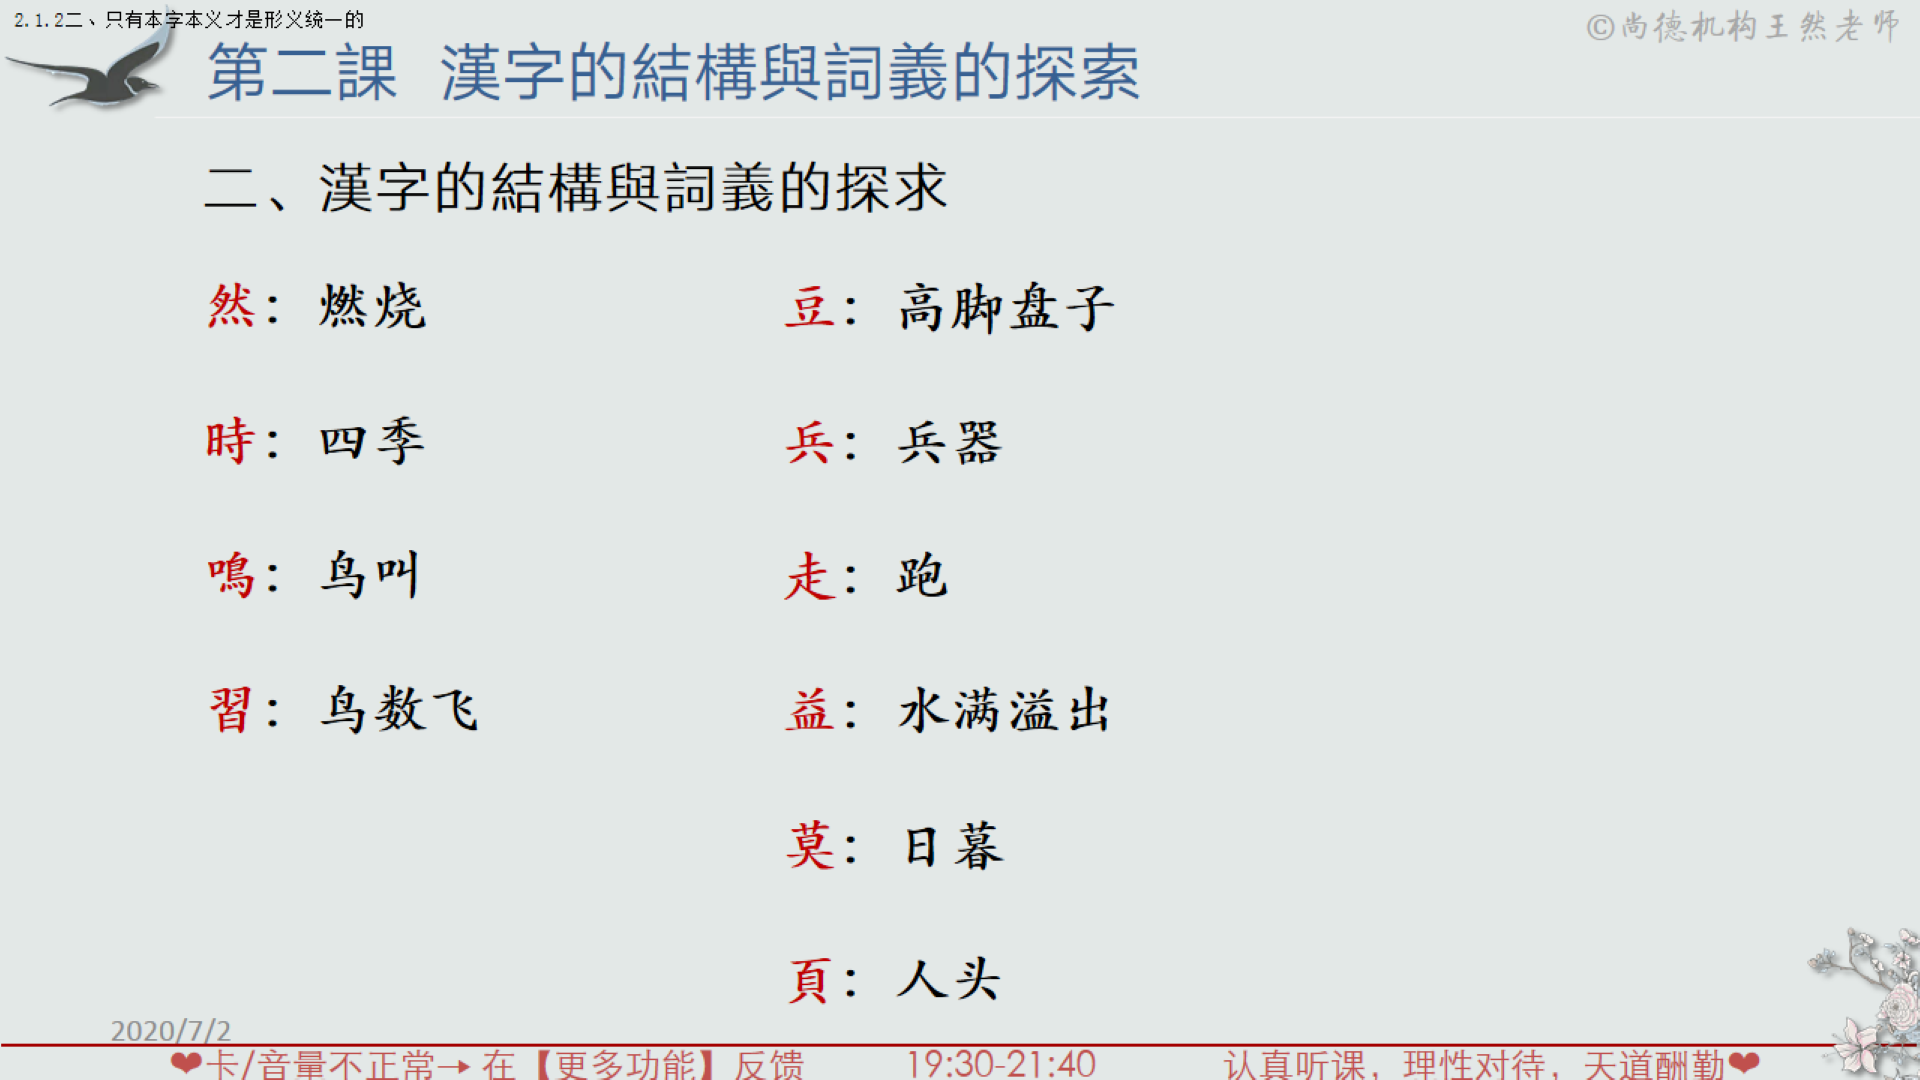 2.1.2二、只有本字本义才是形义统一的
©尚德机构王然老师
第二課 漢字的結構與詞義的探索
二、漢字的結構與詞義的探求
然：燃烧
豆：高脚盘子
時：四季
兵：兵器
鳴：鸟叫
走：跑
習：鸟数飞
益：水满溢出
莫：日暮
頁：人头
2020/7/2
❤卡/音量不正常→在【更多功能】反馈 19:30-21:40 认真听课，理性对待，天道酬勤❤